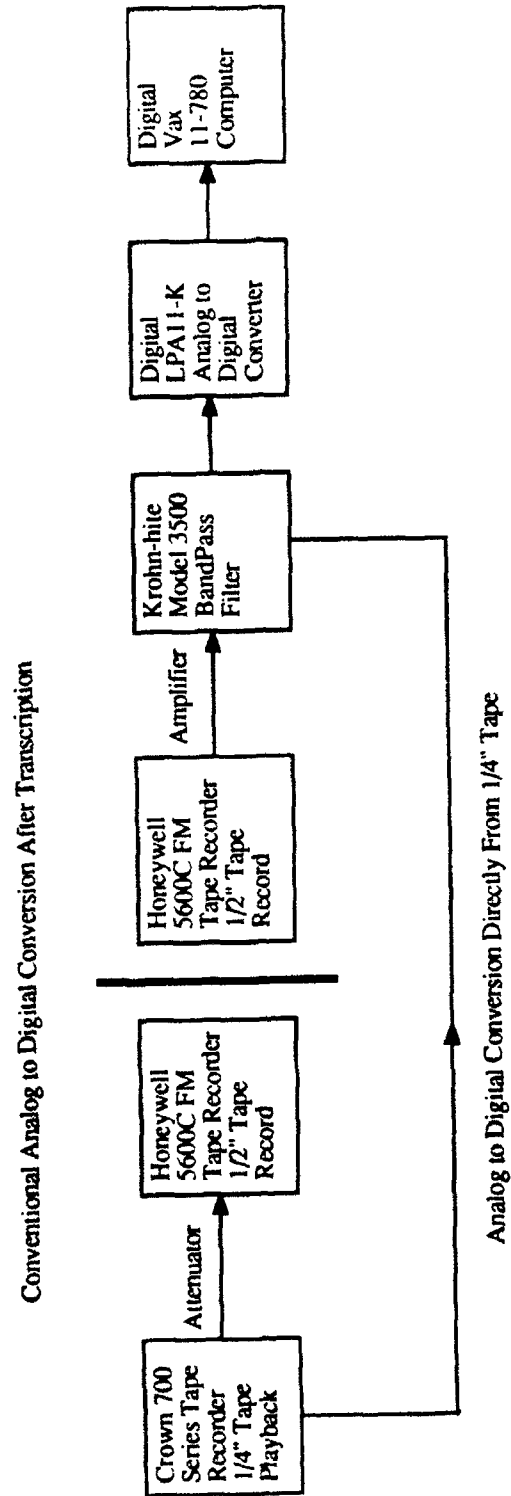 Conventional Analog to Digital Conversion After Transcription
Crown 700
Series Tape
Recorder
1/4" Tape
Playback
Attenuator
Honeywell
5600C FM
Tape Recorder
1/2" Tape
Record
Honeywell
5600C FM
Tape Recorder
1/2" Tape
Record
Amplifier
Krohn-hite
Model 3500
BandPass
Filter
Digital
LPA11-K
Analog to
Digital
Converter
Digital
Vax
11-780
Computer
Analog to Digital Conversion Directly From 1/4" Tape